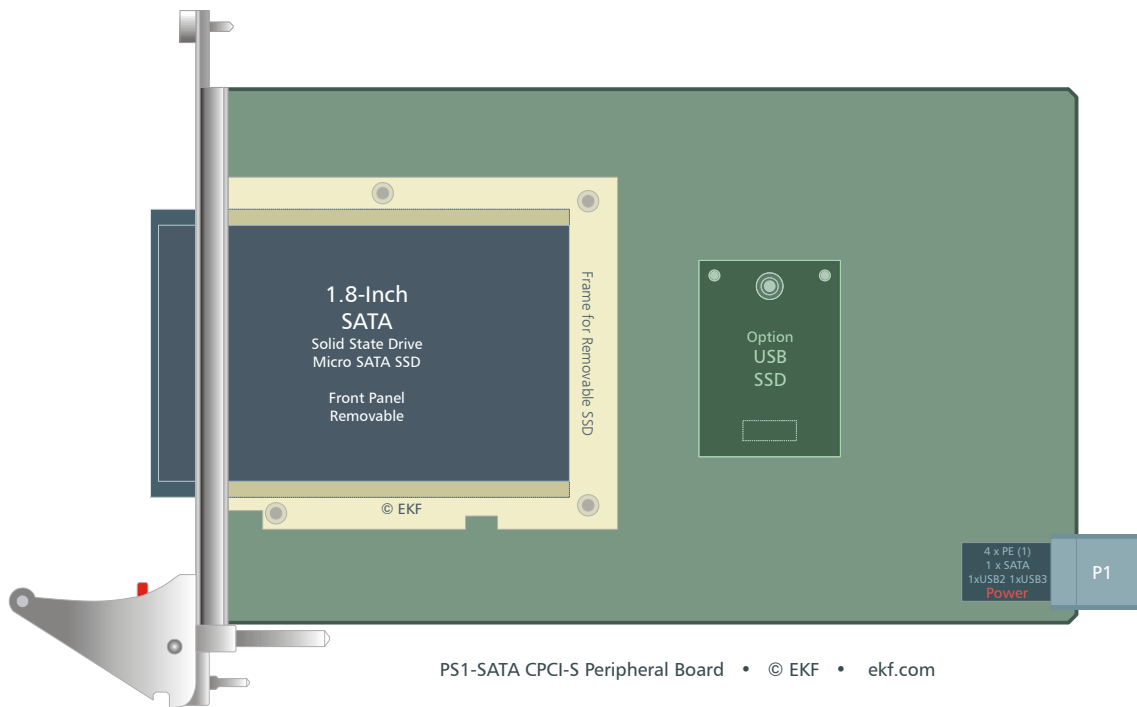 1.8-Inch
SATA
Solid State Drive
Micro SATA SSD
Front Panel
Removable
Frame for Removable SSD
© EKF
Option
USB
SSD
4 x PE (1)
1 x SATA
1xUSB2 1xUSB3
Power
P1
PS1-SATA CPCI-S Peripheral Board • © EKF • ekf.com